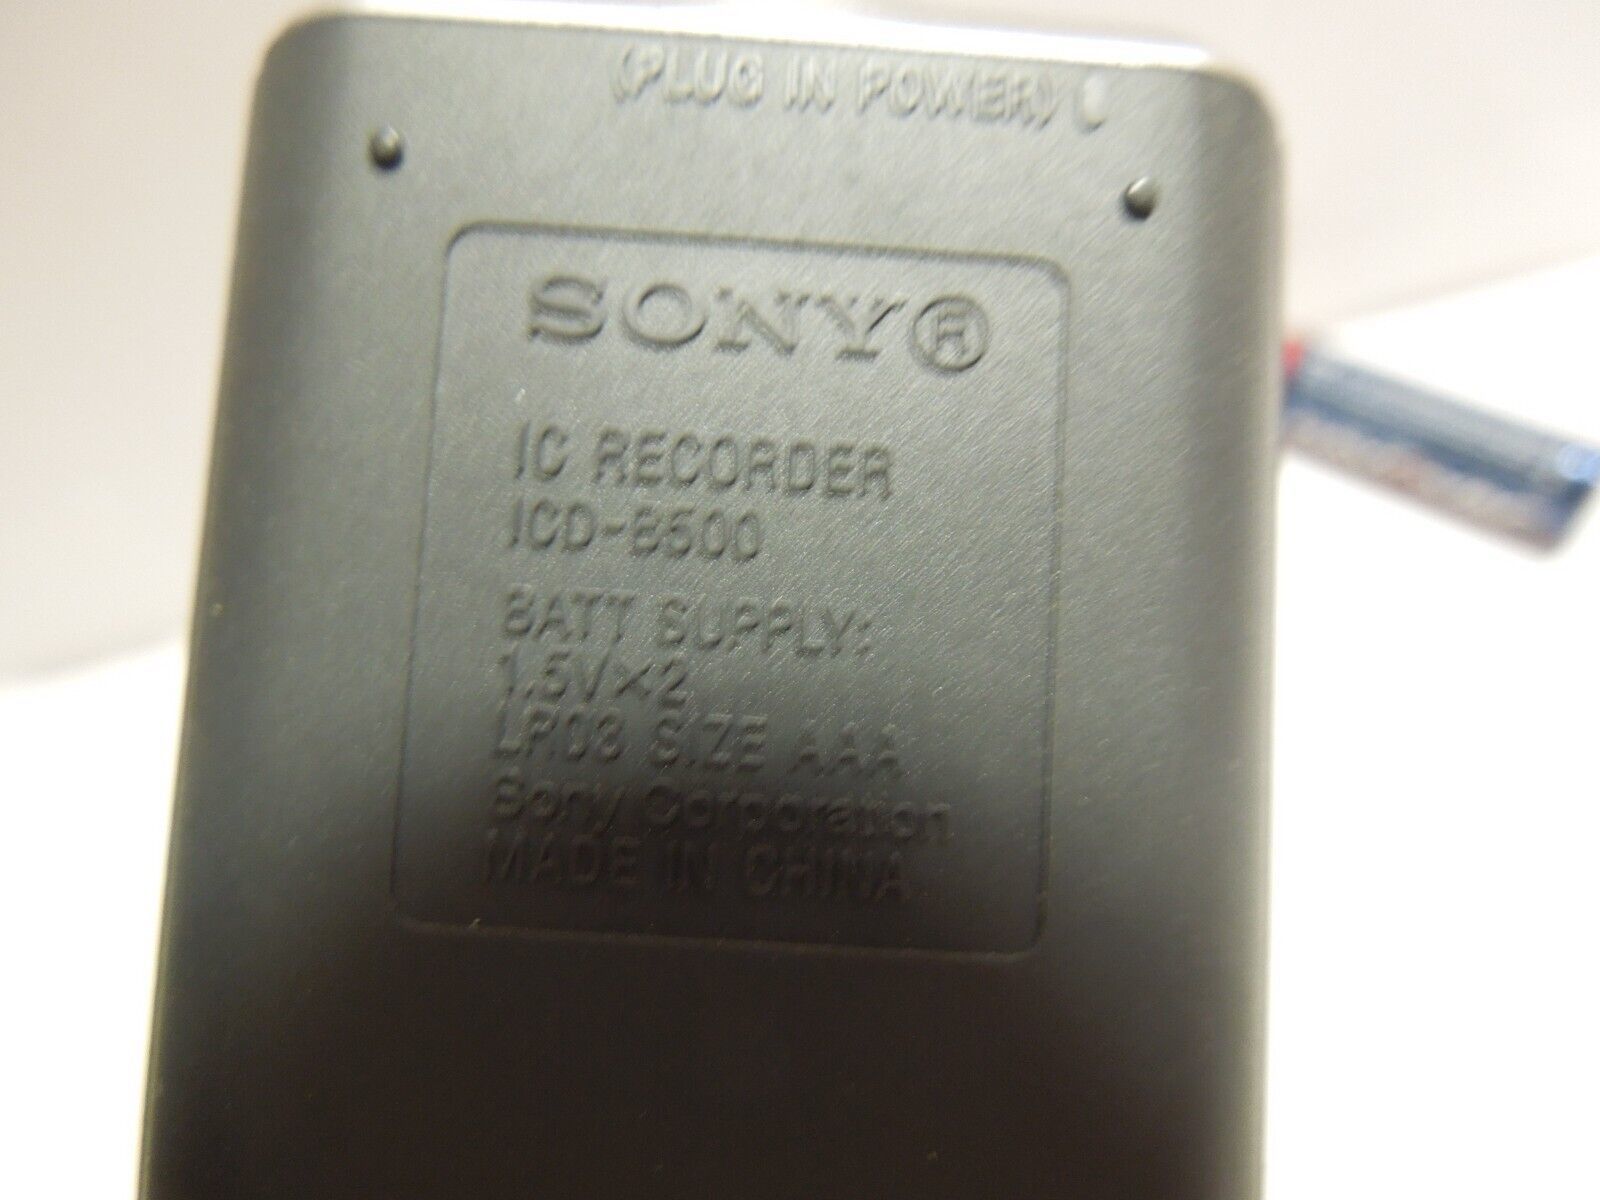 (PLUG IN POWER)
SONY®
IC RECORDER
ICD-B500
BATT SUPPLY:
1.5V×2
LR03 SIZE AAA
Sony Corporation
MADE IN CHINA